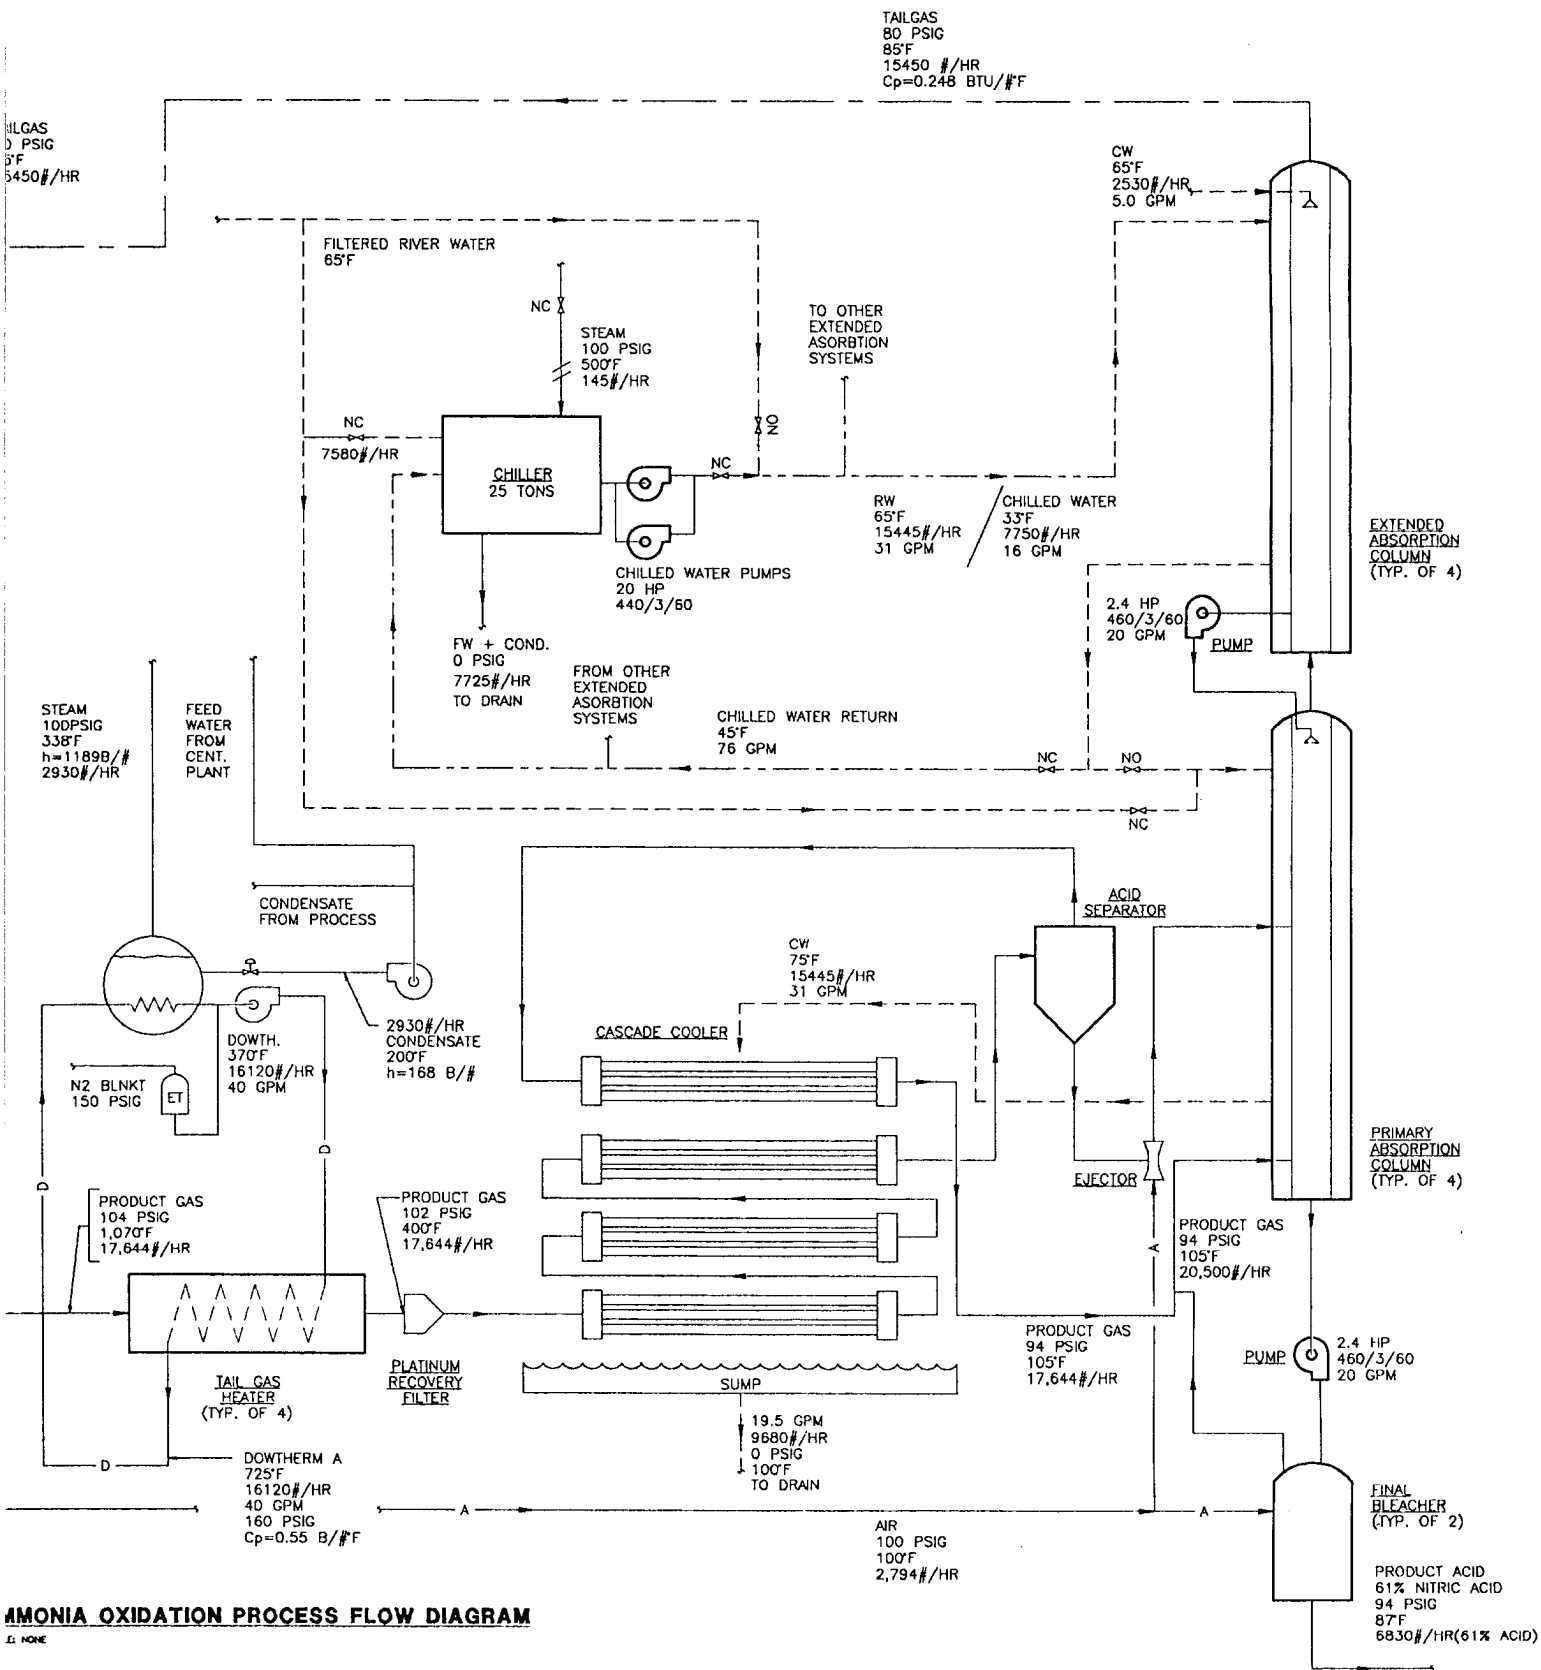 TAILGAS
80 PSIG
85°F
15450 #/HR
Cp=0.248 BTU/#°F
PSIG
5450#/HR
CW
65°F
2530#/HR
5.0 GPM
FILTERED RIVER WATER
65°F
NC
STEAM
100 PSIG
500°F
145#/HR
TO OTHER
EXTENDED
ASORBTION
SYSTEMS
NC
7580#/HR
NO
CHILLER
25 TONS
NC
RW
65°F
15445#/HR
31 GPM
CHILLED WATER
33°F
7750#/HR
16 GPM
EXTENDED
ABSORPTION
COLUMN
(TYP. OF 4)
CHILLED WATER PUMPS
20 HP
440/3/60
2.4 HP
460/3/60
20 GPM
PUMP
FW + COND.
0 PSIG
7725#/HR
TO DRAIN
FROM OTHER
EXTENDED
ASORBTION
SYSTEMS
STEAM
100PSIG
338°F
h=1189B/#
2930#/HR
FEED
WATER
FROM
CENT.
PLANT
CHILLED WATER RETURN
45°F
76 GPM
NC
NO
NC
CONDENSATE
FROM PROCESS
ACID
SEPARATOR
CW
75°F
15445#/HR
31 GPM
CASCADE COOLER
2930#/HR
CONDENSATE
200°F
h=168 B/#
DOWTH.
370°F
16120#/HR
40 GPM
N2 BLNKT
150 PSIG
ET
D
D
EJECTOR
PRIMARY
ABSORPTION
COLUMN
(TYP. OF 4)
PRODUCT GAS
104 PSIG
1,070°F
17,644#/HR
PRODUCT GAS
102 PSIG
400°F
17,644#/HR
A
PRODUCT GAS
94 PSIG
105°F
20,500#/HR
PRODUCT GAS
94 PSIG
105°F
17,644#/HR
PUMP
2.4 HP
460/3/60
20 GPM
TAIL GAS
HEATER
(TYP. OF 4)
PLATINUM
RECOVERY
FILTER
SUMP
19.5 GPM
9680#/HR
0 PSIG
100°F
TO DRAIN
D
DOWTHERM A
725°F
16120#/HR
40 GPM
160 PSIG
Cp=0.55 B/#°F
A
A
AIR
100 PSIG
100°F
2,794#/HR
FINAL
BLEACHER
(TYP. OF 2)
PRODUCT ACID
61% NITRIC ACID
94 PSIG
87°F
6830#/HR(61% ACID)
MMONIA OXIDATION PROCESS FLOW DIAGRAM
NONE